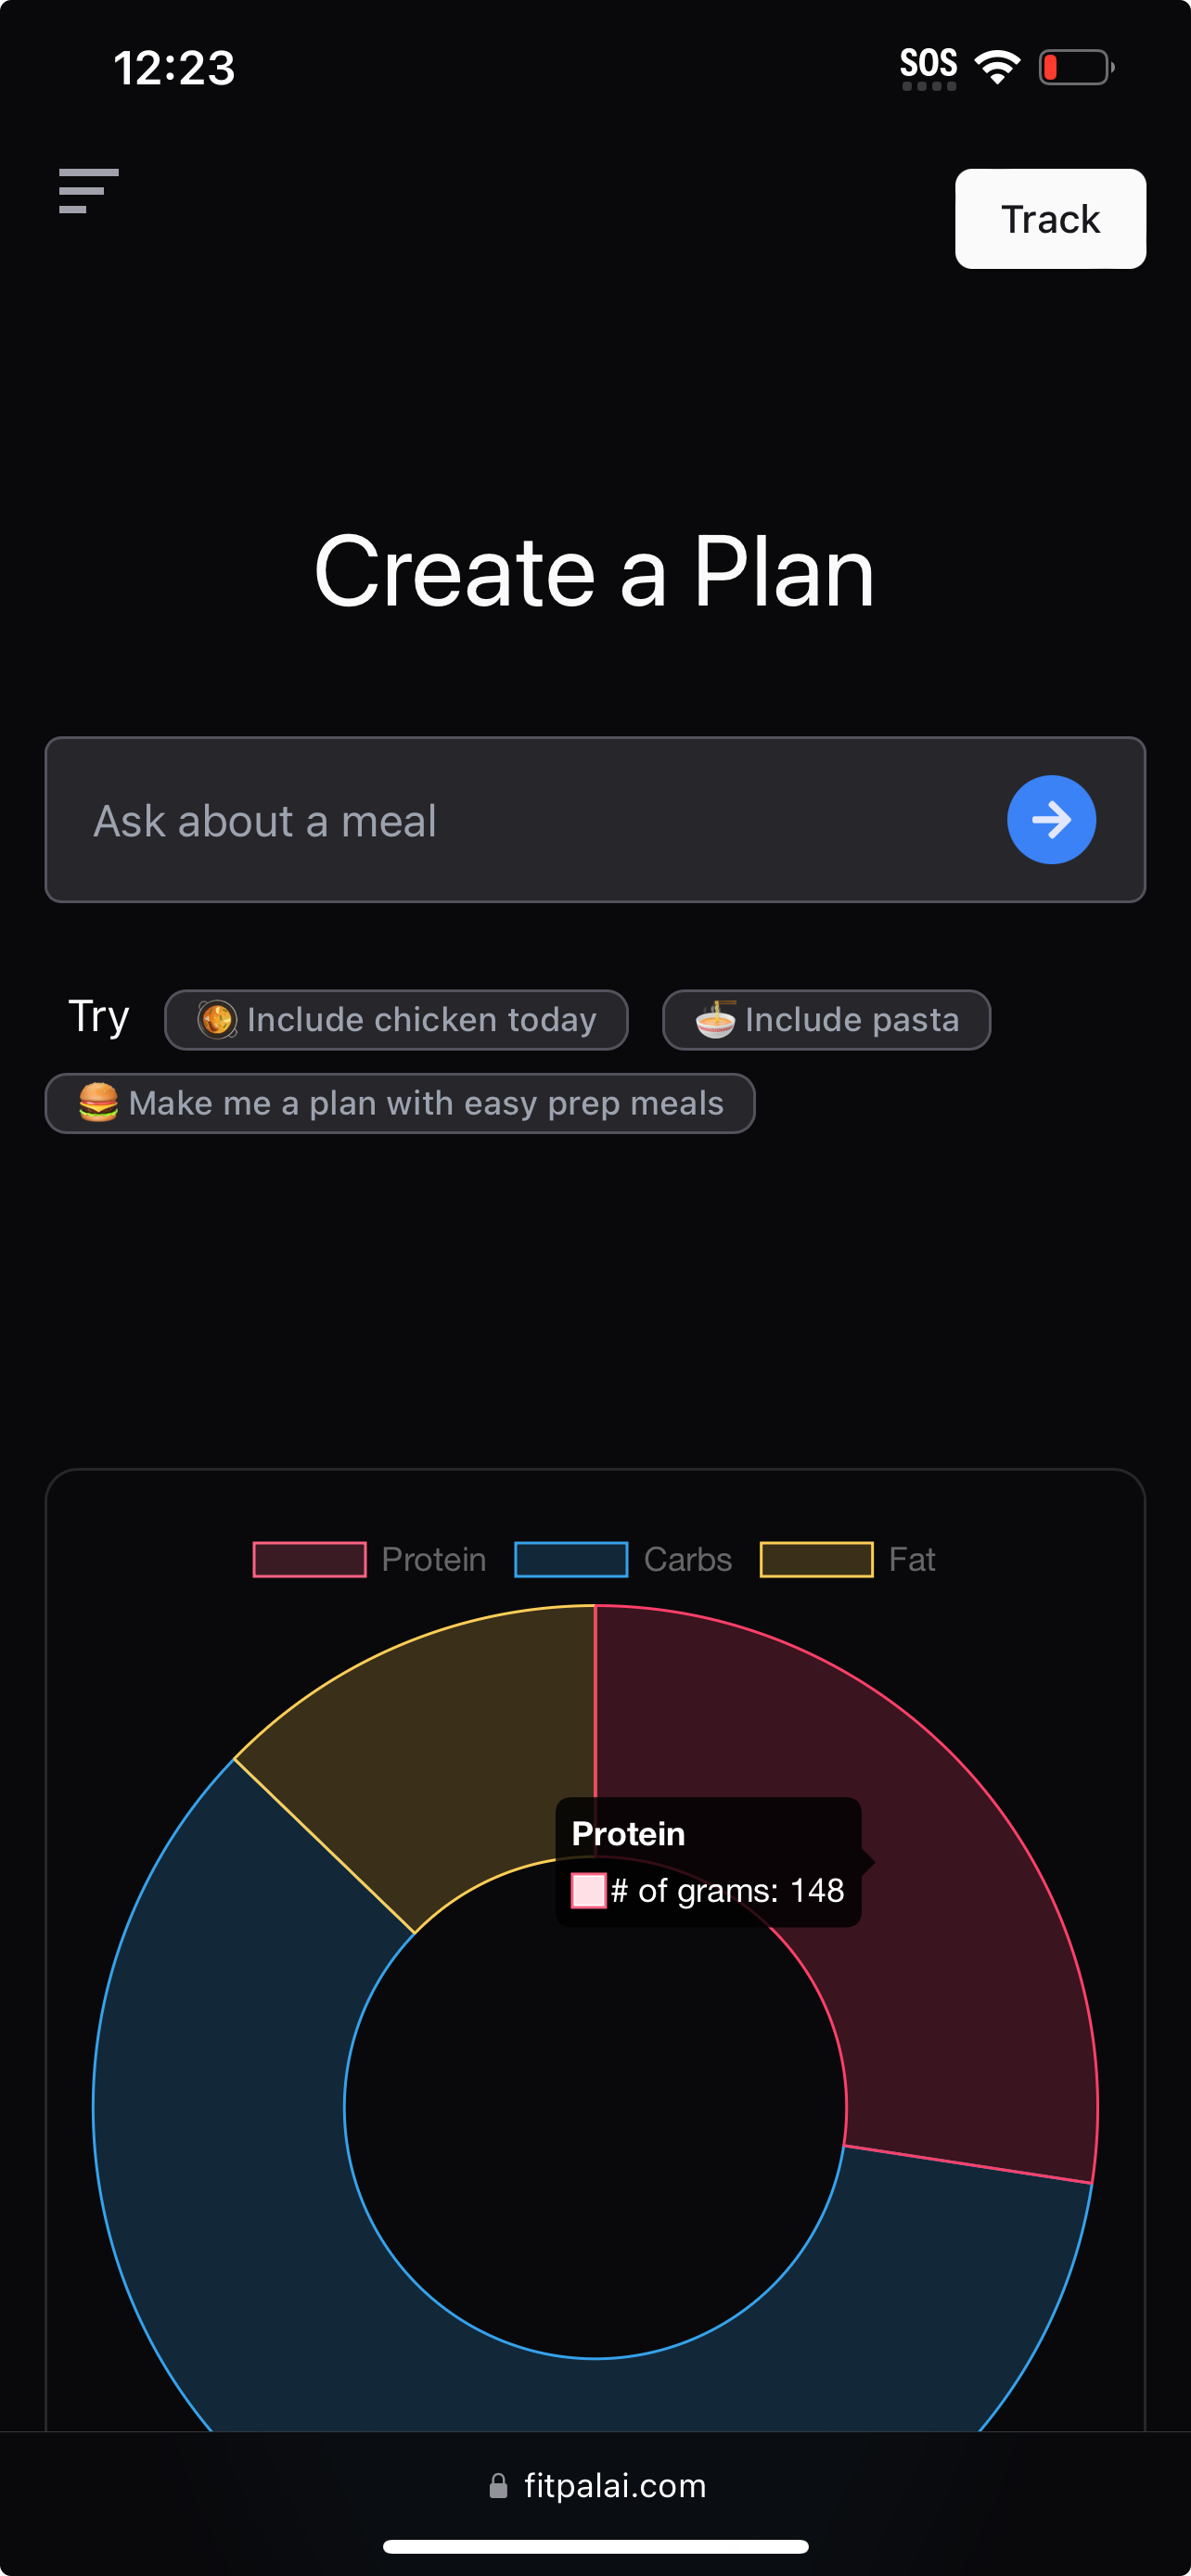 12:23 SOS
Track
Create a Plan
Ask about a meal
Try Include chicken today Include pasta
Make me a plan with easy prep meals
Protein Carbs Fat
Protein
# of grams: 148
fitpalai.com